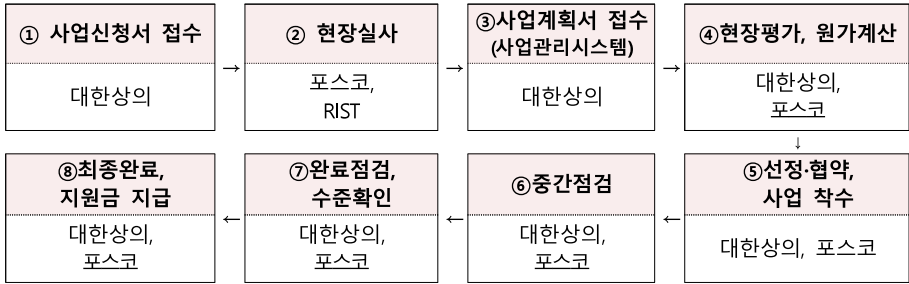 ① 사업신청서 접수
대한상의
→
② 현장실사
포스코,
RIST
→
③사업계획서 접수
(사업관리시스템)
대한상의
→
④현장평가, 원가계산
대한상의,
포스코
↓
⑤선정·협약,
사업 착수
대한상의, 포스코
←
⑥중간점검
대한상의,
포스코
←
⑦완료점검,
수준확인
대한상의,
포스코
←
⑧최종완료,
지원금 지급
대한상의,
포스코